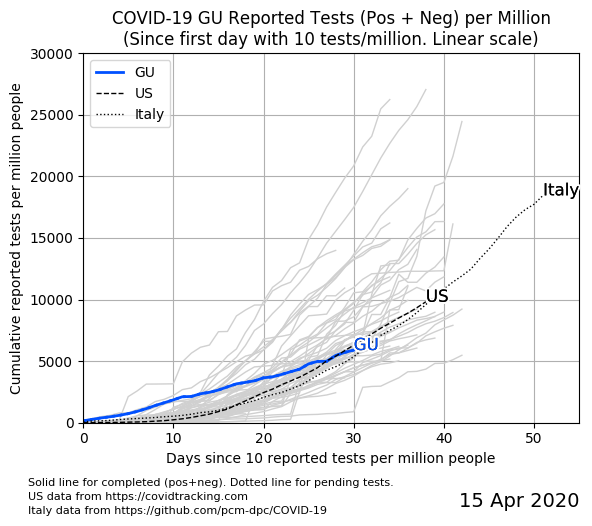 COVID-19 GU Reported Tests (Pos + Neg) per Million
(Since first day with 10 tests/million. Linear scale)
Cumulative reported tests per million people
30000
25000
20000
15000
10000
5000
0
GU
US
Italy
Italy
US
GU
0 10 20 30 40 50
Days since 10 reported tests per million people
Solid line for completed (pos+neg). Dotted line for pending tests.
US data from https://covidtracking.com
Italy data from https://github.com/pcm-dpc/COVID-19
15 Apr 2020